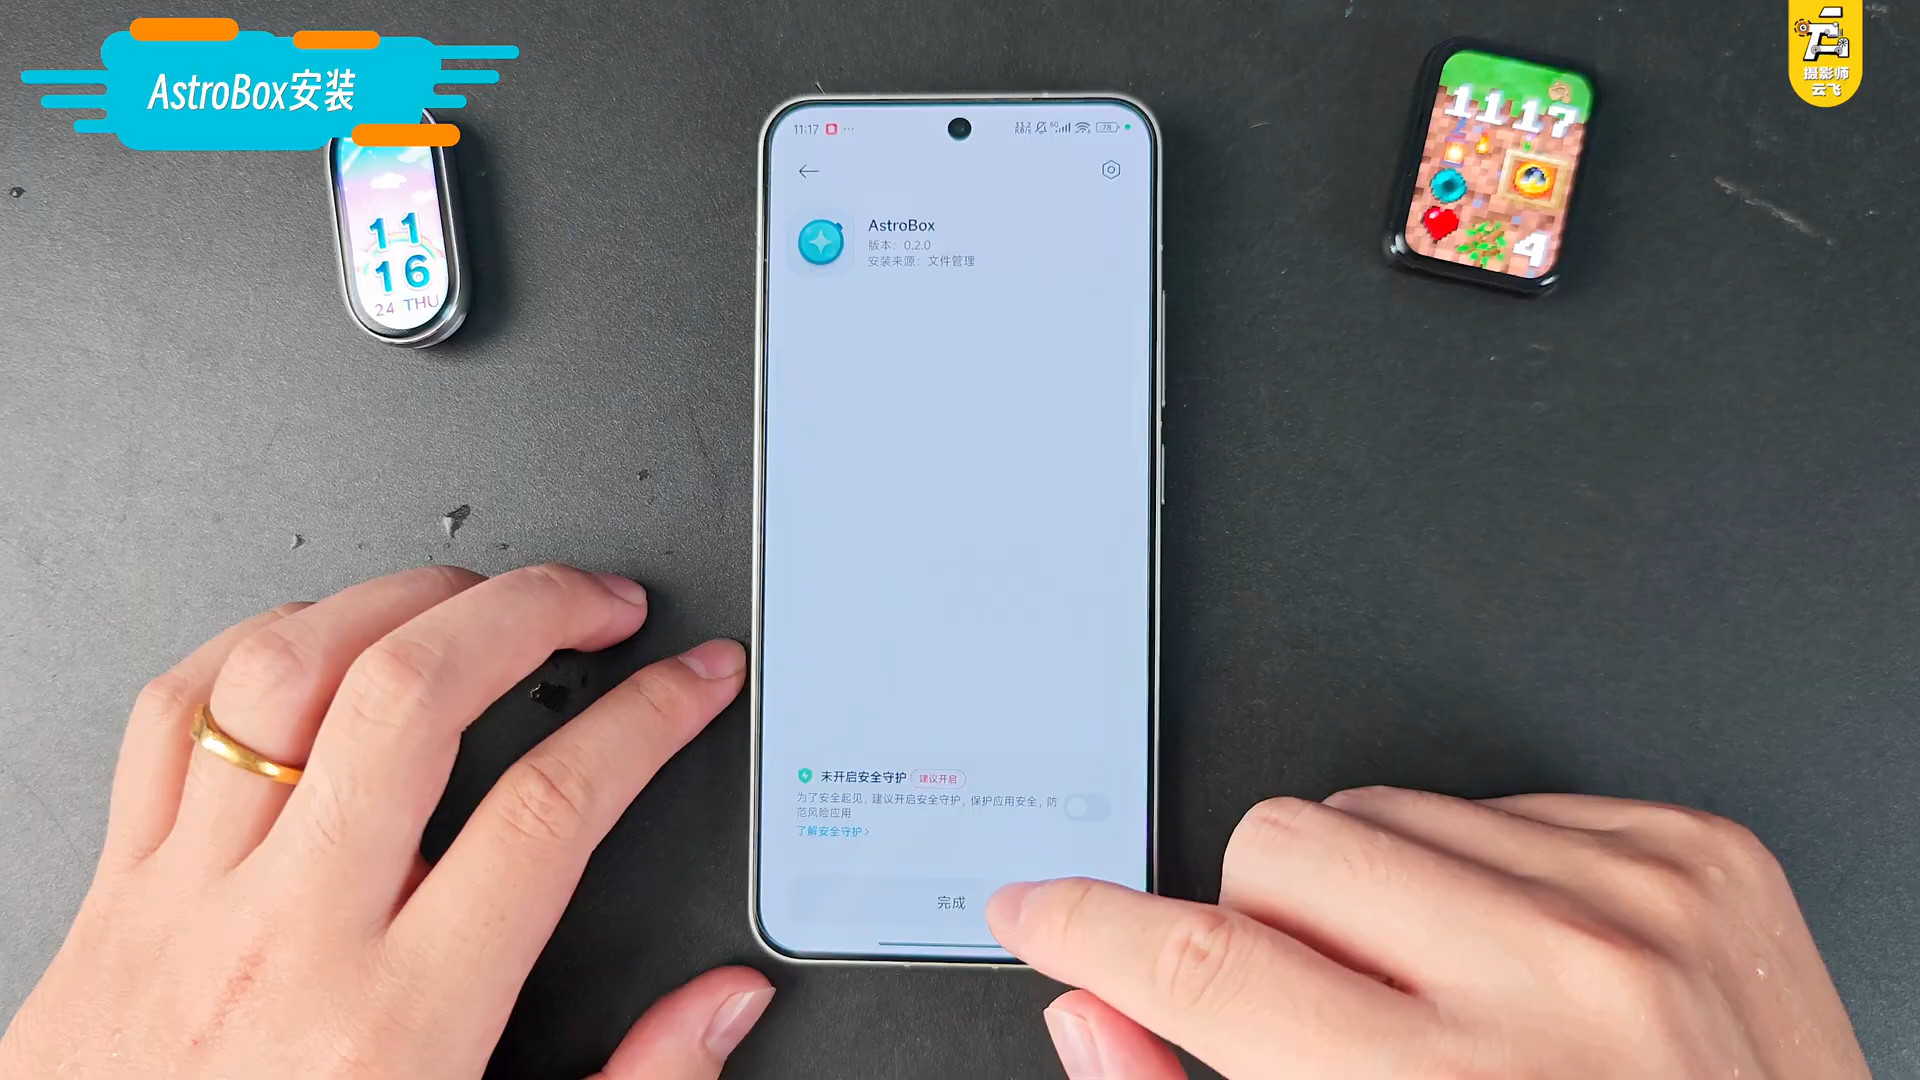 AstroBox安装
摄影师
云飞
11
16
24 THU
11:17
78
AstroBox
版本：0.2.0
安装来源：文件管理
11 17
4
未开启安全守护 建议开启
为了安全起见，建议开启安全守护，保护应用安全，防
范风险应用
了解安全守护>
完成